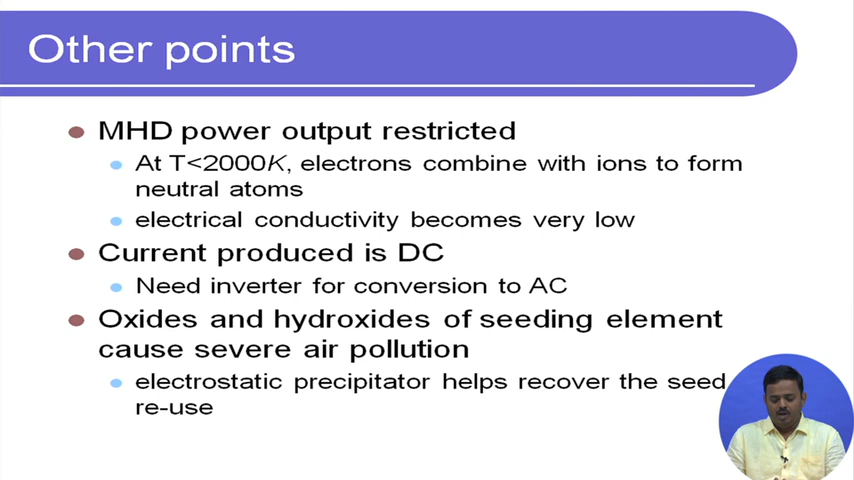 Other points
MHD power output restricted
At T<2000K, electrons combine with ions to form
neutral atoms
electrical conductivity becomes very low
Current produced is DC
Need inverter for conversion to AC
Oxides and hydroxides of seeding element
cause severe air pollution
electrostatic precipitator helps recover the seed
re-use